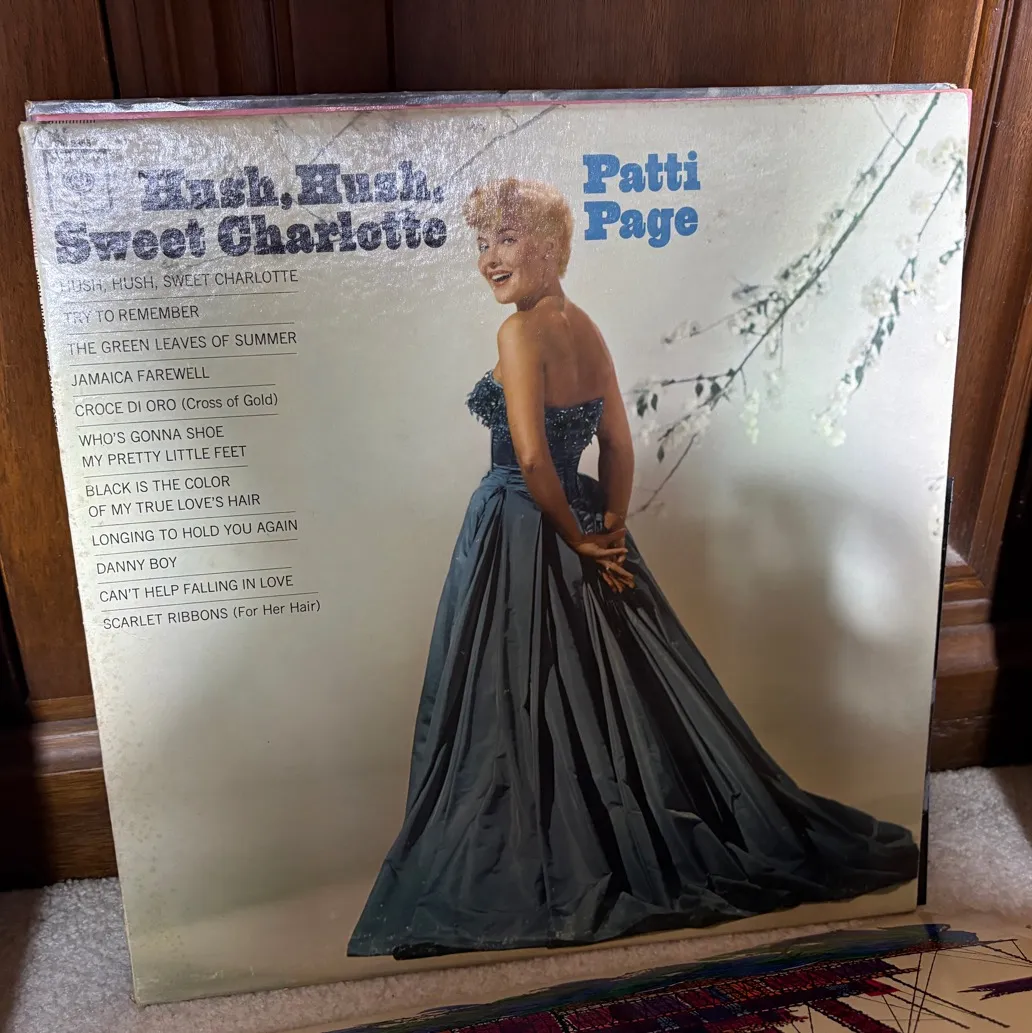 Hush, Hush,
Sweet Charlotte
Patti
Page
HUSH, HUSH, SWEET CHARLOTTE
TRY TO REMEMBER
THE GREEN LEAVES OF SUMMER
JAMAICA FAREWELL
CROCE DI ORO (Cross of Gold)
WHO'S GONNA SHOE
MY PRETTY LITTLE FEET
BLACK IS THE COLOR
OF MY TRUE LOVE'S HAIR
LONGING TO HOLD YOU AGAIN
DANNY BOY
CAN'T HELP FALLING IN LOVE
SCARLET RIBBONS (For Her Hair)